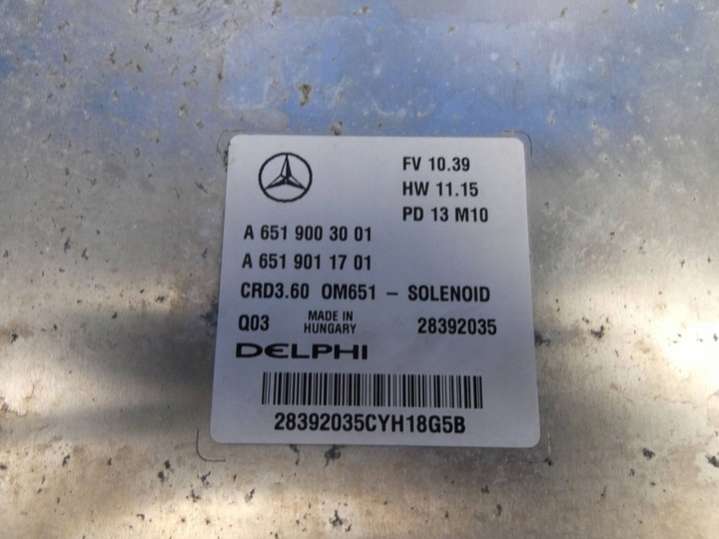 FV 10.39
HW 11.15
PD 13 M10
A 651 900 30 01
A 651 901 17 01
CRD3.60 OM651 – SOLENOID
Q03 MADE IN HUNGARY 28392035
DELPHI
28392035CYH18G5B